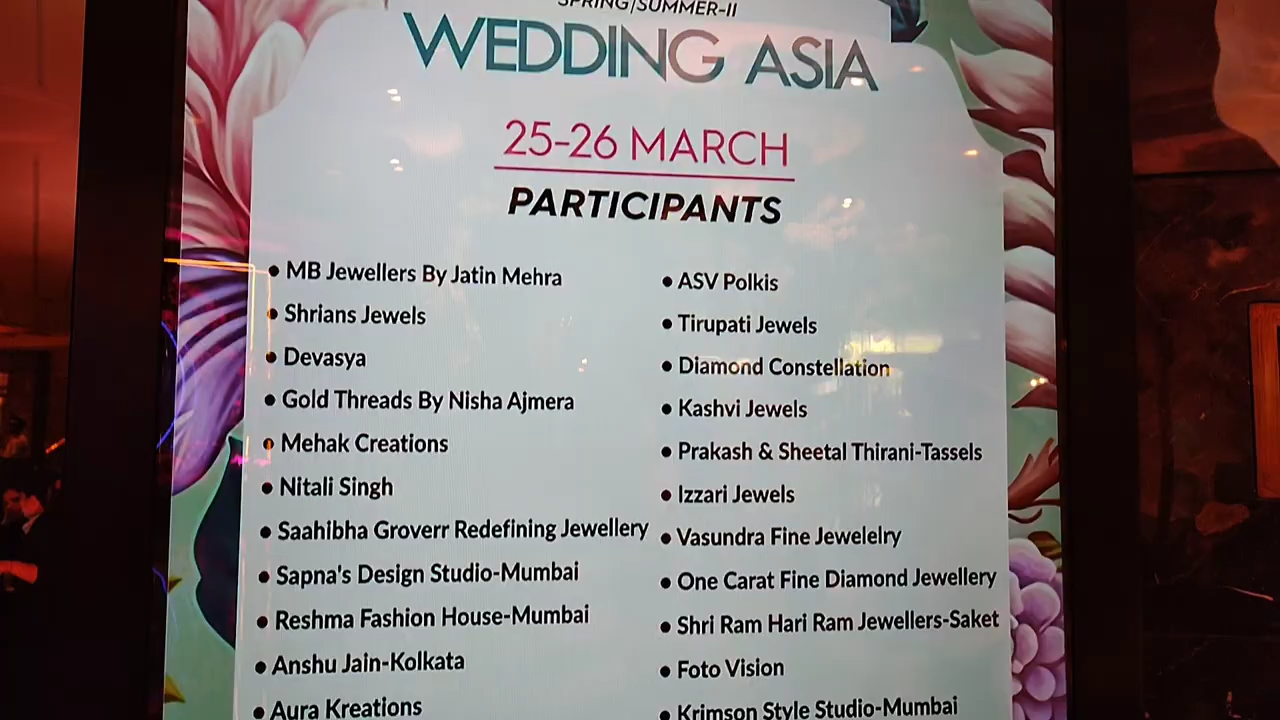 SPRING/SUMMER-II
WEDDING ASIA
25-26 MARCH
PARTICIPANTS
• MB Jewellers By Jatin Mehra
• Shrians Jewels
• Devasya
• Gold Threads By Nisha Ajmera
• Mehak Creations
• Nitali Singh
• Saahibha Groverr Redefining Jewellery
• Sapna's Design Studio-Mumbai
• Reshma Fashion House-Mumbai
• Anshu Jain-Kolkata
• Aura Kreations
• ASV Polkis
• Tirupati Jewels
• Diamond Constellation
• Kashvi Jewels
• Prakash & Sheetal Thirani-Tassels
• Izzari Jewels
• Vasundra Fine Jewelelry
• One Carat Fine Diamond Jewellery
• Shri Ram Hari Ram Jewellers-Saket
• Foto Vision
• Krimson Style Studio-Mumbai